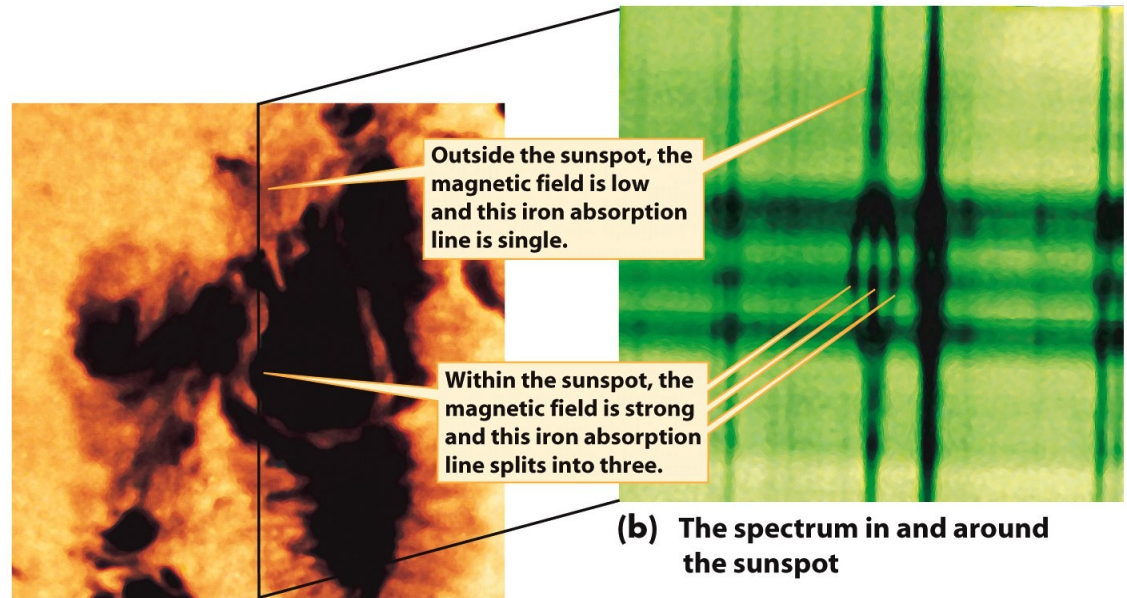 Outside the sunspot, the
magnetic field is low
and this iron absorption
line is single.
Within the sunspot, the
magnetic field is strong
and this iron absorption
line splits into three.
(b) The spectrum in and around
the sunspot